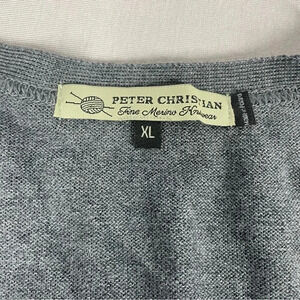 PETER CHRISTIAN
Fine Merino Knitwear
XL